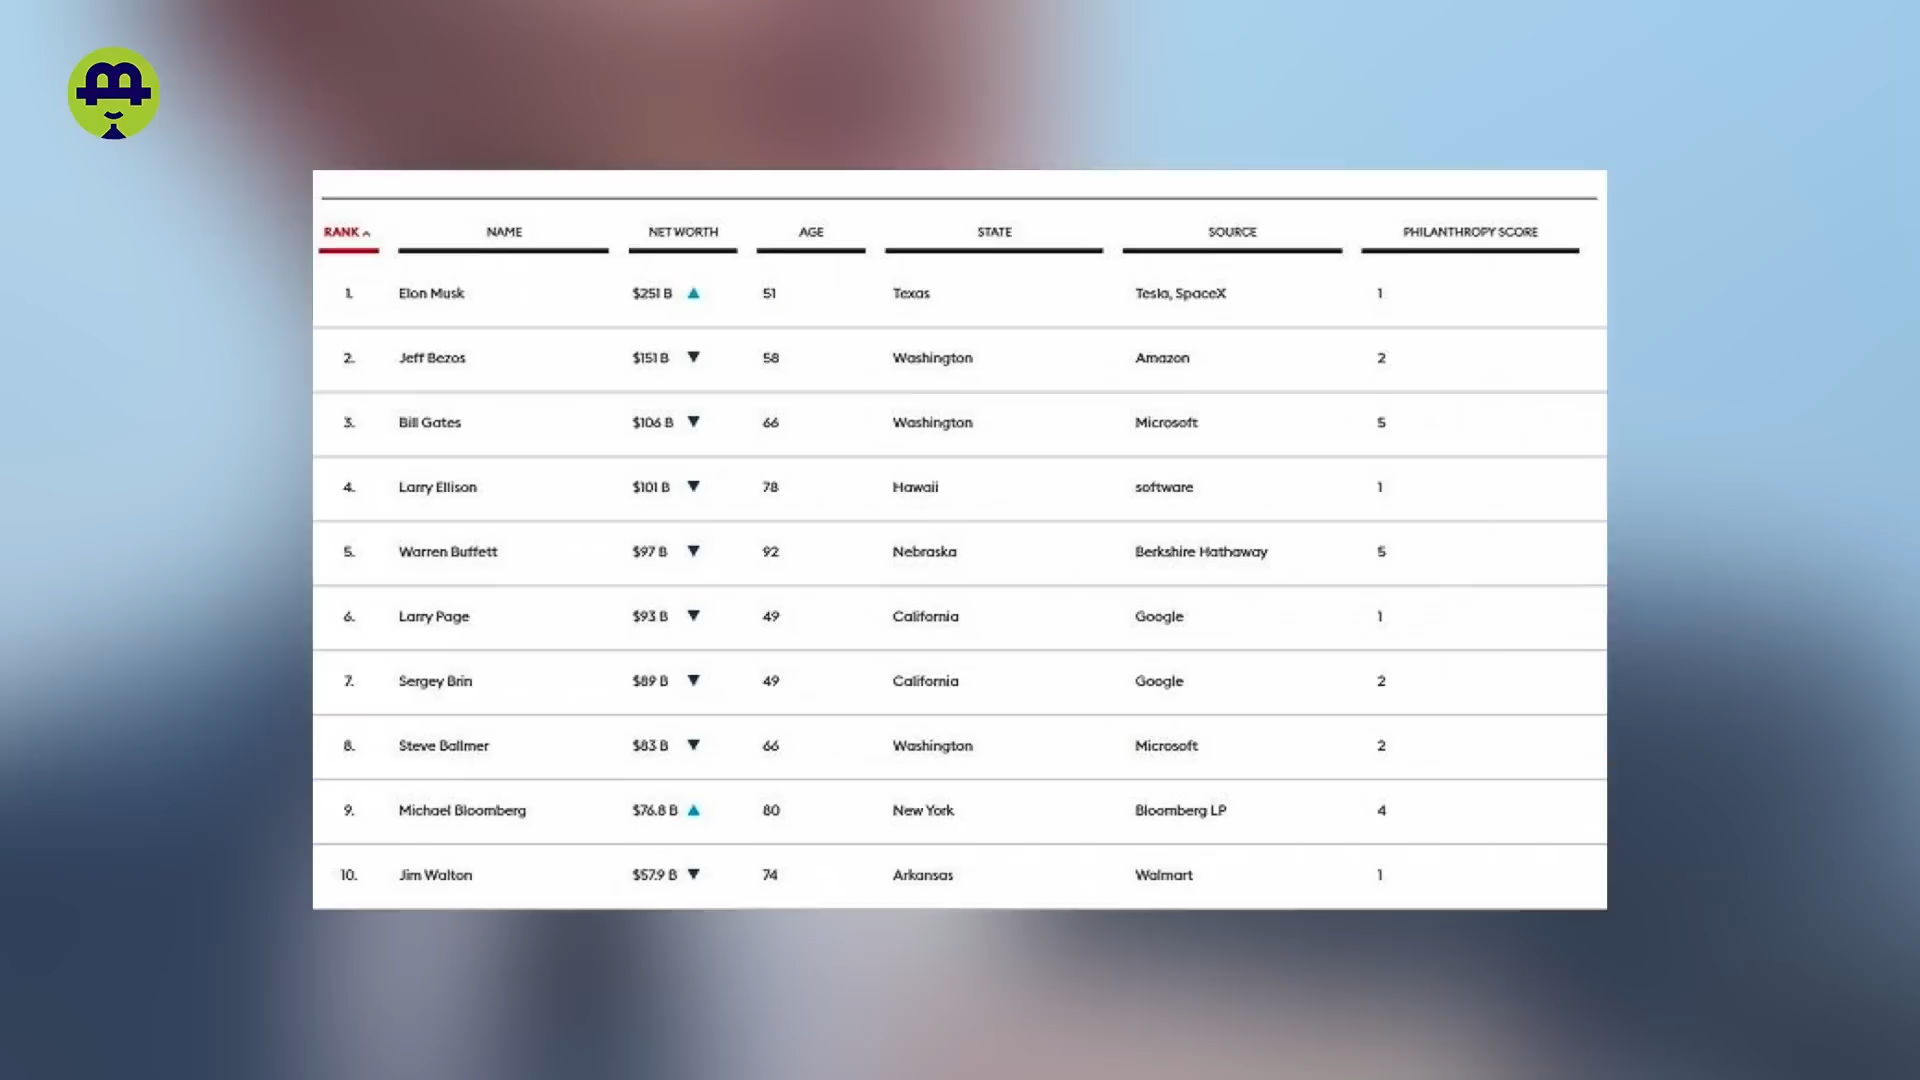 RANK NAME NET WORTH AGE STATE SOURCE PHILANTHROPY SCORE
1. Elon Musk $251 B 51 Texas Tesla, SpaceX 1
2. Jeff Bezos $151 B 58 Washington Amazon 2
3. Bill Gates $106 B 66 Washington Microsoft 5
4. Larry Ellison $101 B 78 Hawaii software 1
5. Warren Buffett $97 B 92 Nebraska Berkshire Hathaway 5
6. Larry Page $93 B 49 California Google 1
7. Sergey Brin $89 B 49 California Google 2
8. Steve Ballmer $83 B 66 Washington Microsoft 2
9. Michael Bloomberg $76.8 B 80 New York Bloomberg LP 4
10. Jim Walton $57.9 B 74 Arkansas Walmart 1